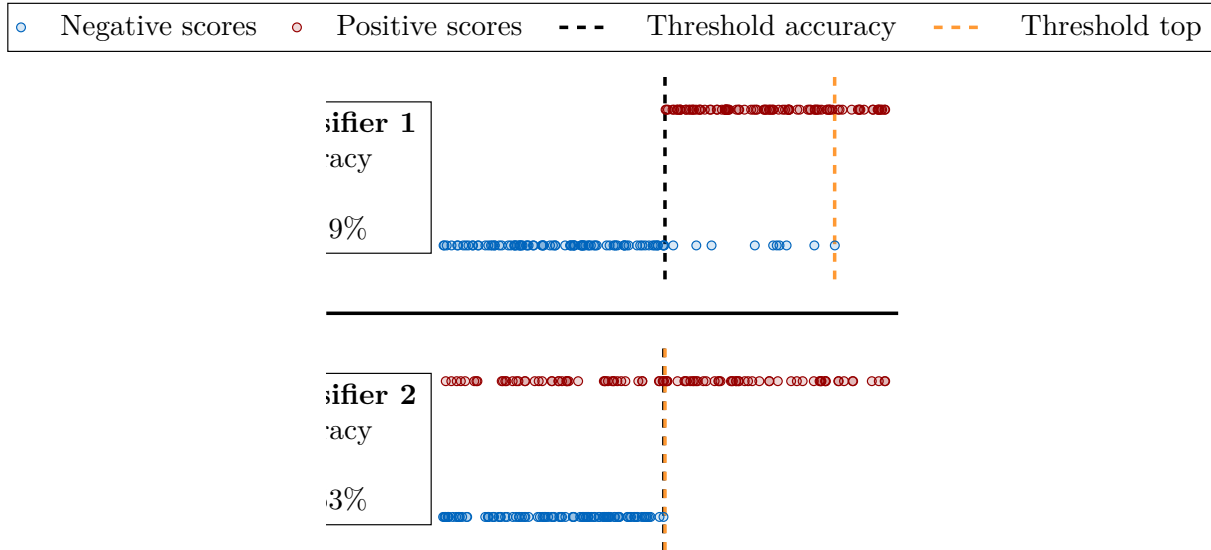 Negative scores Positive scores Threshold accuracy Threshold top
sifier 1
racy
9%
sifier 2
racy
3%